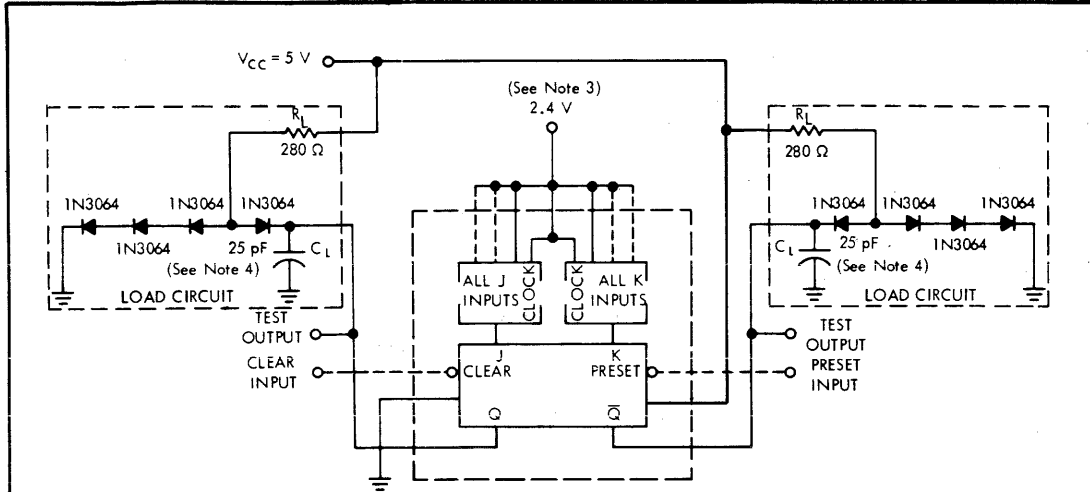 V_CC = 5 V
(See Note 3)
2.4 V
R_L
280 Ω
R_L
280 Ω
1N3064
1N3064
1N3064
1N3064
1N3064
1N3064
1N3064
1N3064
25 pF
C_L
(See Note 4)
LOAD CIRCUIT
25 pF
C_L
(See Note 4)
LOAD CIRCUIT
ALL J
INPUTS
CLOCK
CLOCK
ALL K
INPUTS
TEST
OUTPUT
TEST
OUTPUT
CLEAR
INPUT
PRESET
INPUT
J
K
CLEAR
PRESET
Q
Q̅